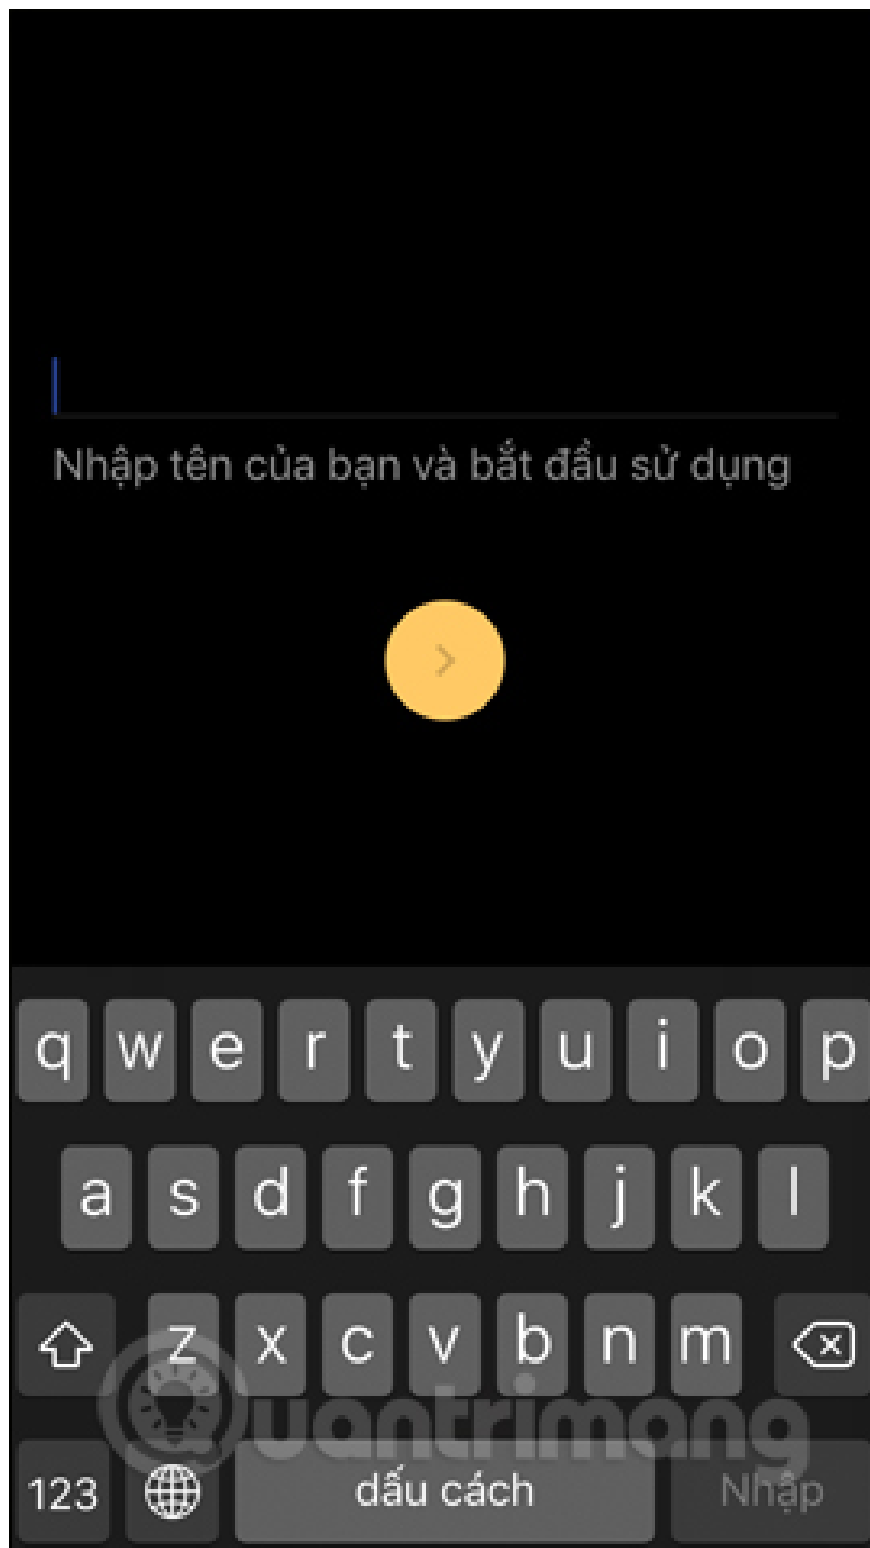 Nhập tên của bạn và bắt đầu sử dụng
q w e r t y u i o p
a s d f g h j k l
z x c v b n m
Quantrimang
123 dấu cách Nhập